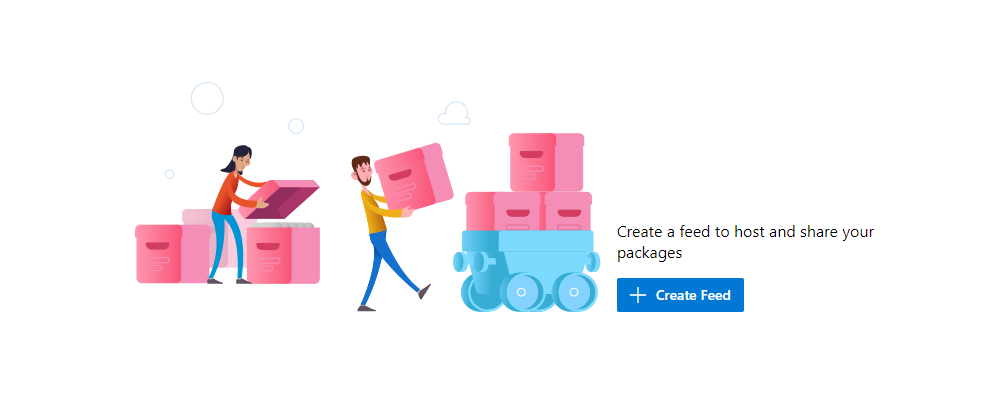 Create a feed to host and share your
packages
Create Feed